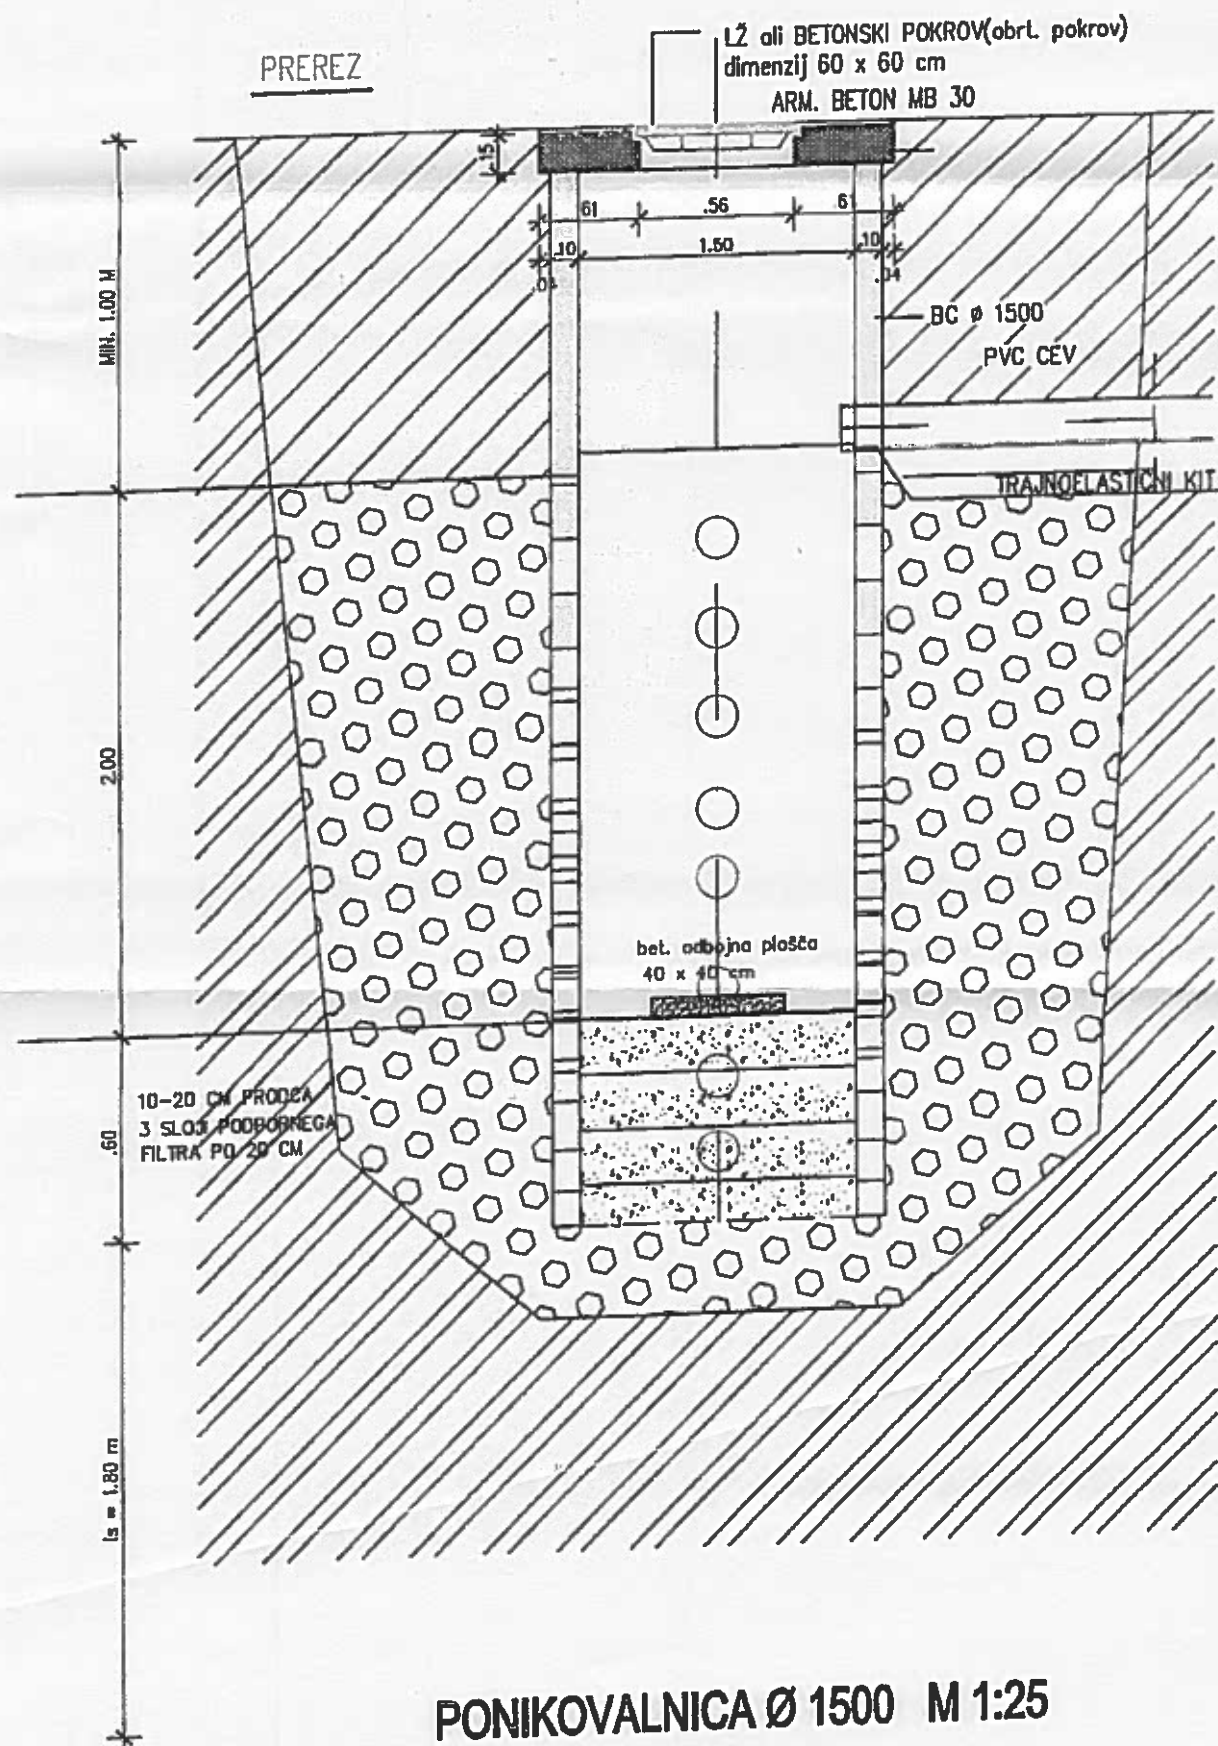 PREREZ
LŽ ali BETONSKI POKROV(obrt. pokrov)
dimenzij 60 x 60 cm
ARM. BETON MB 30
.15
61
.56
61
.10
1.50
.10
.04
.04
MIN. 1.00 M
BC ø 1500
PVC CEV
TRAJNOELASTIČNI KIT
2.00
bet. odbojna plošča
40 x 40 cm
10-20 CM PRODCA
3 SLOJI PODBORNEGA
FILTRA PO 20 CM
.60
Is = 1.80 m
PONIKOVALNICA Ø 1500 M 1:25